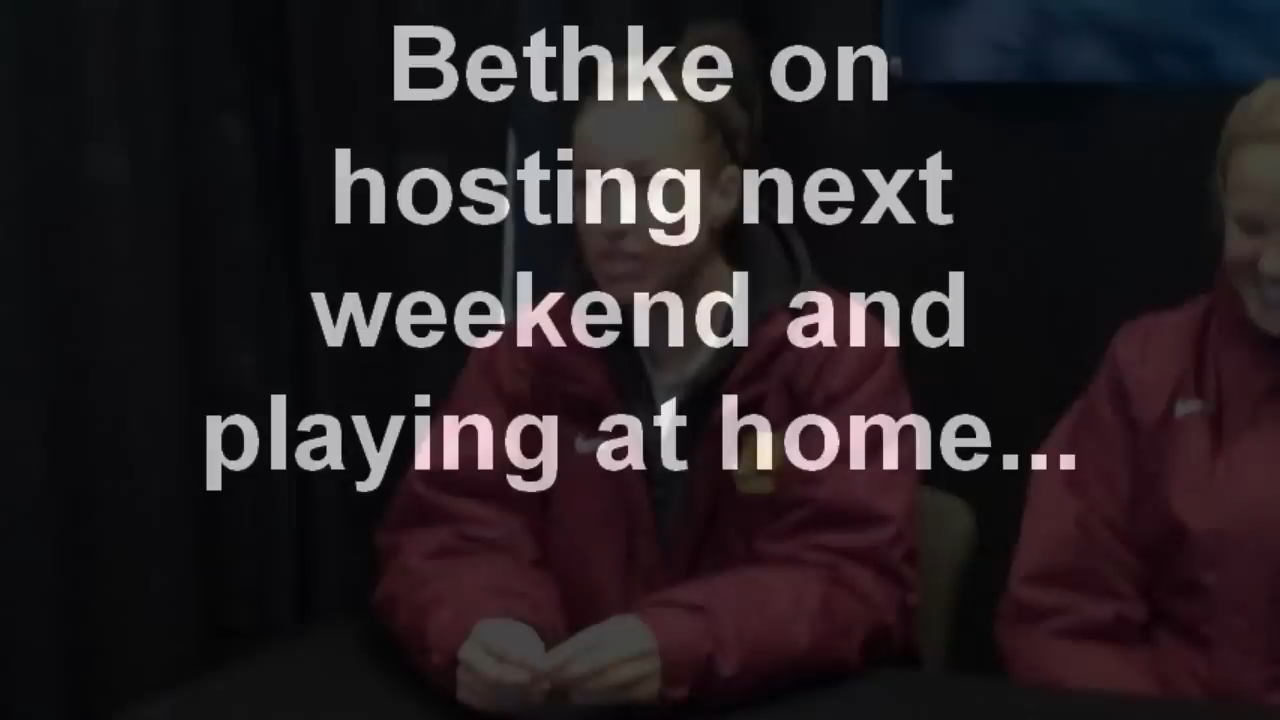 Bethke on
hosting next
weekend and
playing at home...